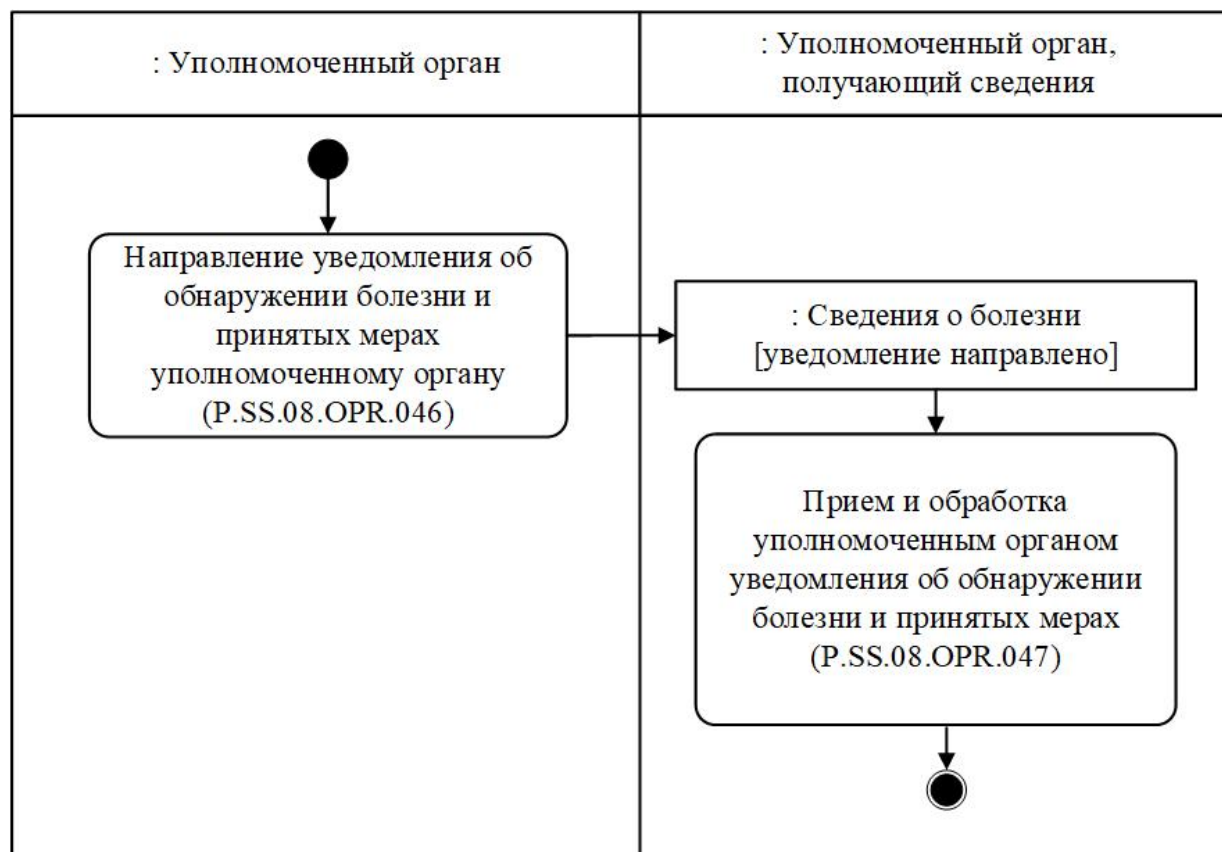 : Уполномоченный орган
: Уполномоченный орган,
получающий сведения
Направление уведомления об
обнаружении болезни и
принятых мерах
уполномоченному органу
(P.SS.08.OPR.046)
: Сведения о болезни
[уведомление направлено]
Прием и обработка
уполномоченным органом
уведомления об обнаружении
болезни и принятых мерах
(P.SS.08.OPR.047)